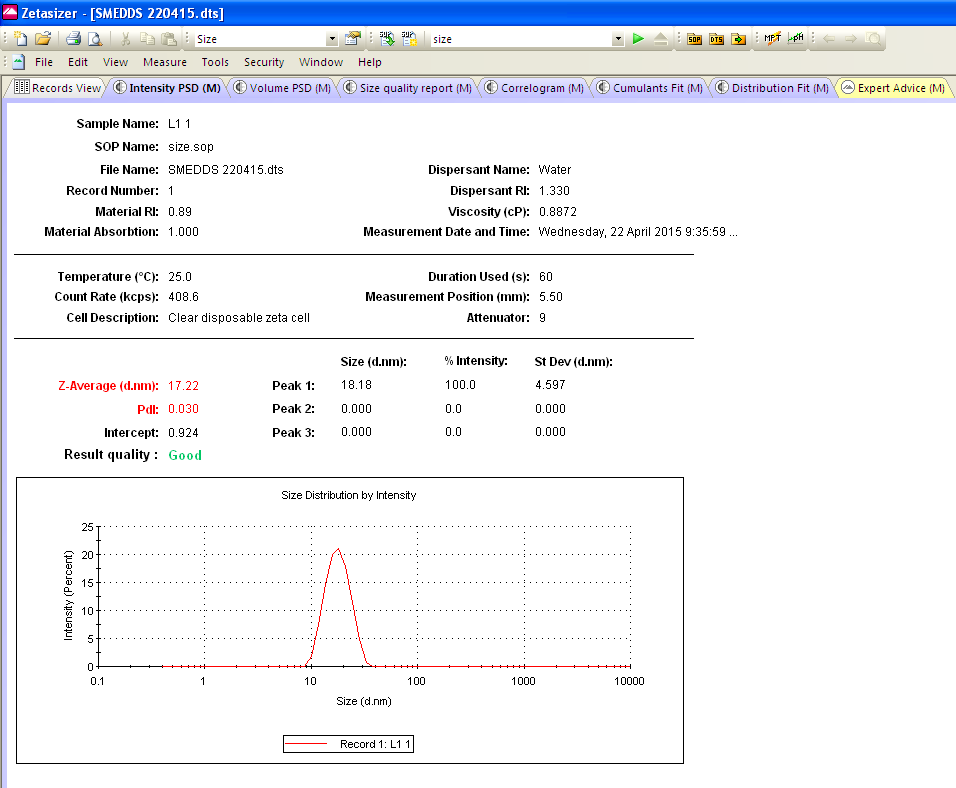 Zetasizer - [SMEDDS 220415.dts]
Size size SOP DTS MPT pH
File Edit View Measure Tools Security Window Help
Records View Intensity PSD (M) Volume PSD (M) Size quality report (M) Correlogram (M) Cumulants Fit (M) Distribution Fit (M) Expert Advice (M)
Sample Name: L1 1
SOP Name: size.sop
File Name: SMEDDS 220415.dts Dispersant Name: Water
Record Number: 1 Dispersant RI: 1.330
Material RI: 0.89 Viscosity (cP): 0.8872
Material Absorbtion: 1.000 Measurement Date and Time: Wednesday, 22 April 2015 9:35:59 ...
Temperature (°C): 25.0 Duration Used (s): 60
Count Rate (kcps): 408.6 Measurement Position (mm): 5.50
Cell Description: Clear disposable zeta cell Attenuator: 9
Size (d.nm): % Intensity: St Dev (d.nm):
Z-Average (d.nm): 17.22 Peak 1: 18.18 100.0 4.597
PdI: 0.030 Peak 2: 0.000 0.0 0.000
Intercept: 0.924 Peak 3: 0.000 0.0 0.000
Result quality : Good
Size Distribution by Intensity
Intensity (Percent)
25
20
15
10
5
0
0.1 1 10 100 1000 10000
Size (d.nm)
Record 1: L1 1